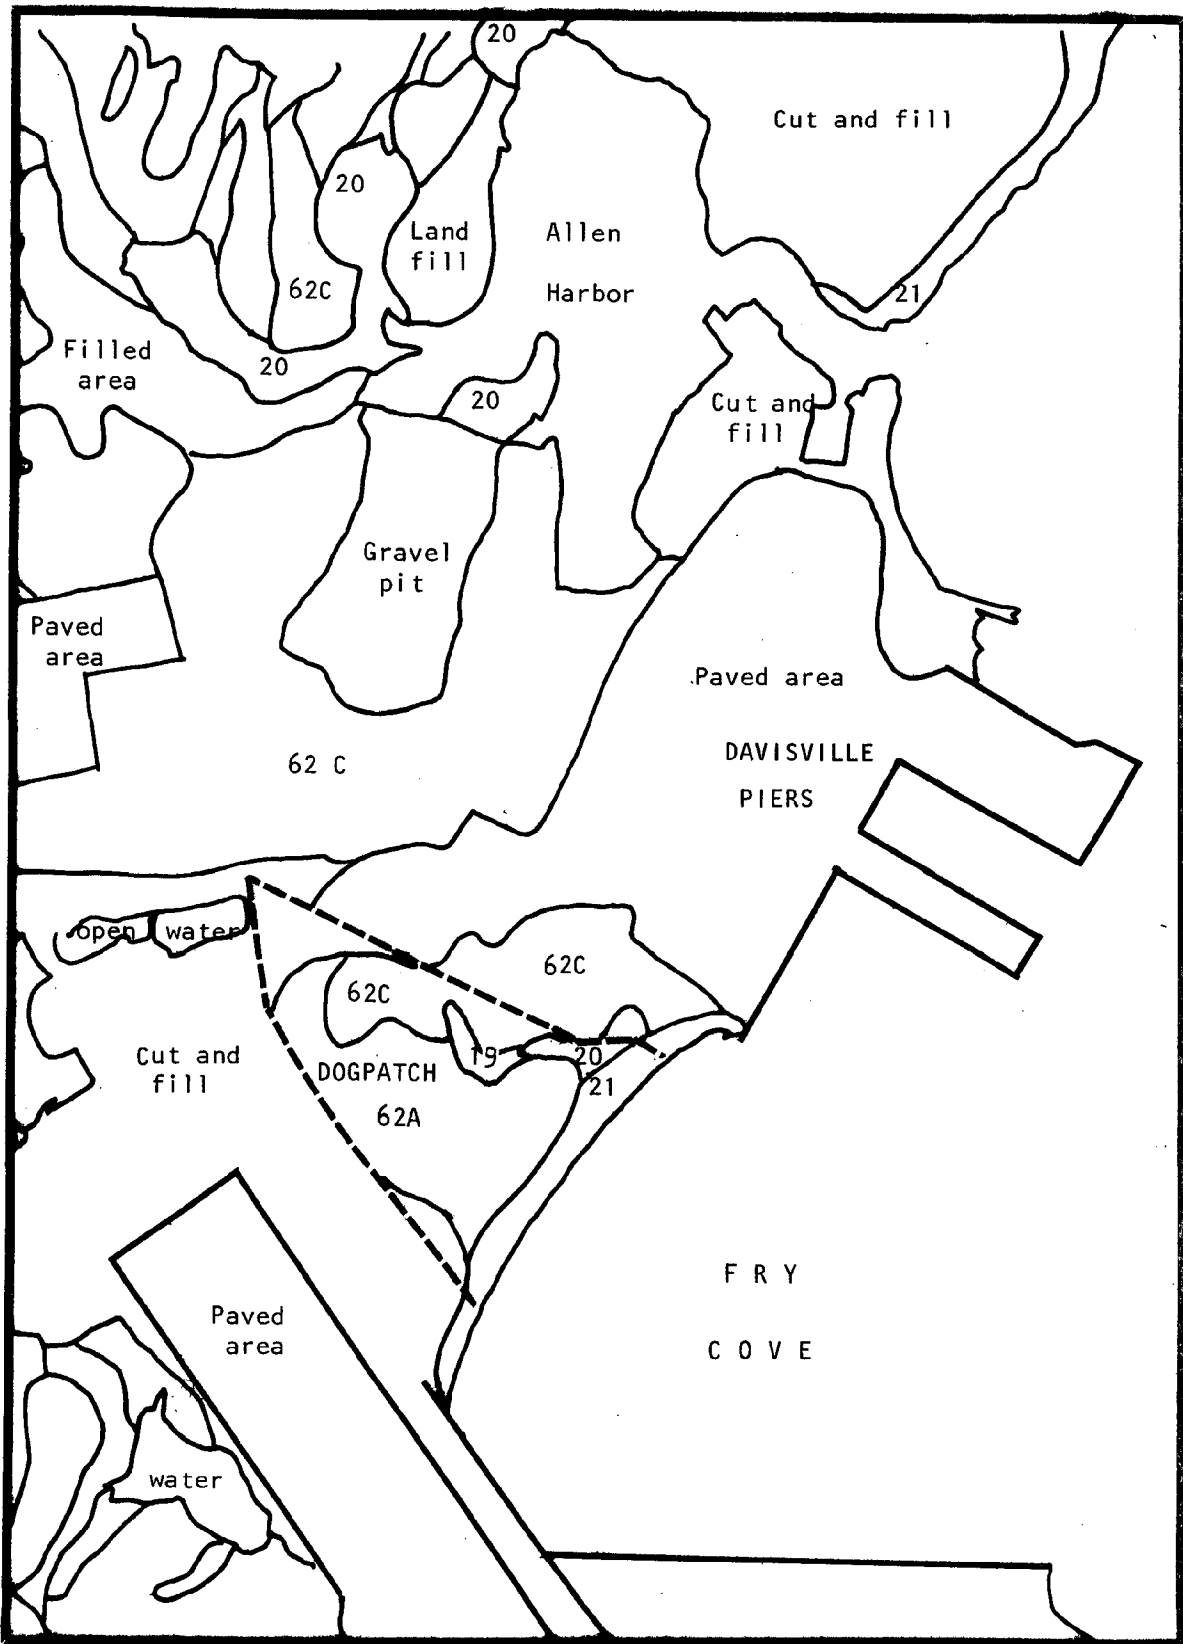 20
Cut and fill
20
Land
fill
Allen
Harbor
62C
21
Filled
area
20
20
Cut and
fill
Gravel
pit
Paved
area
Paved area
62 C
DAVISVILLE
PIERS
open water
62C
62C
Cut and
fill
19
20
DOGPATCH
21
62A
FRY
COVE
Paved
area
water